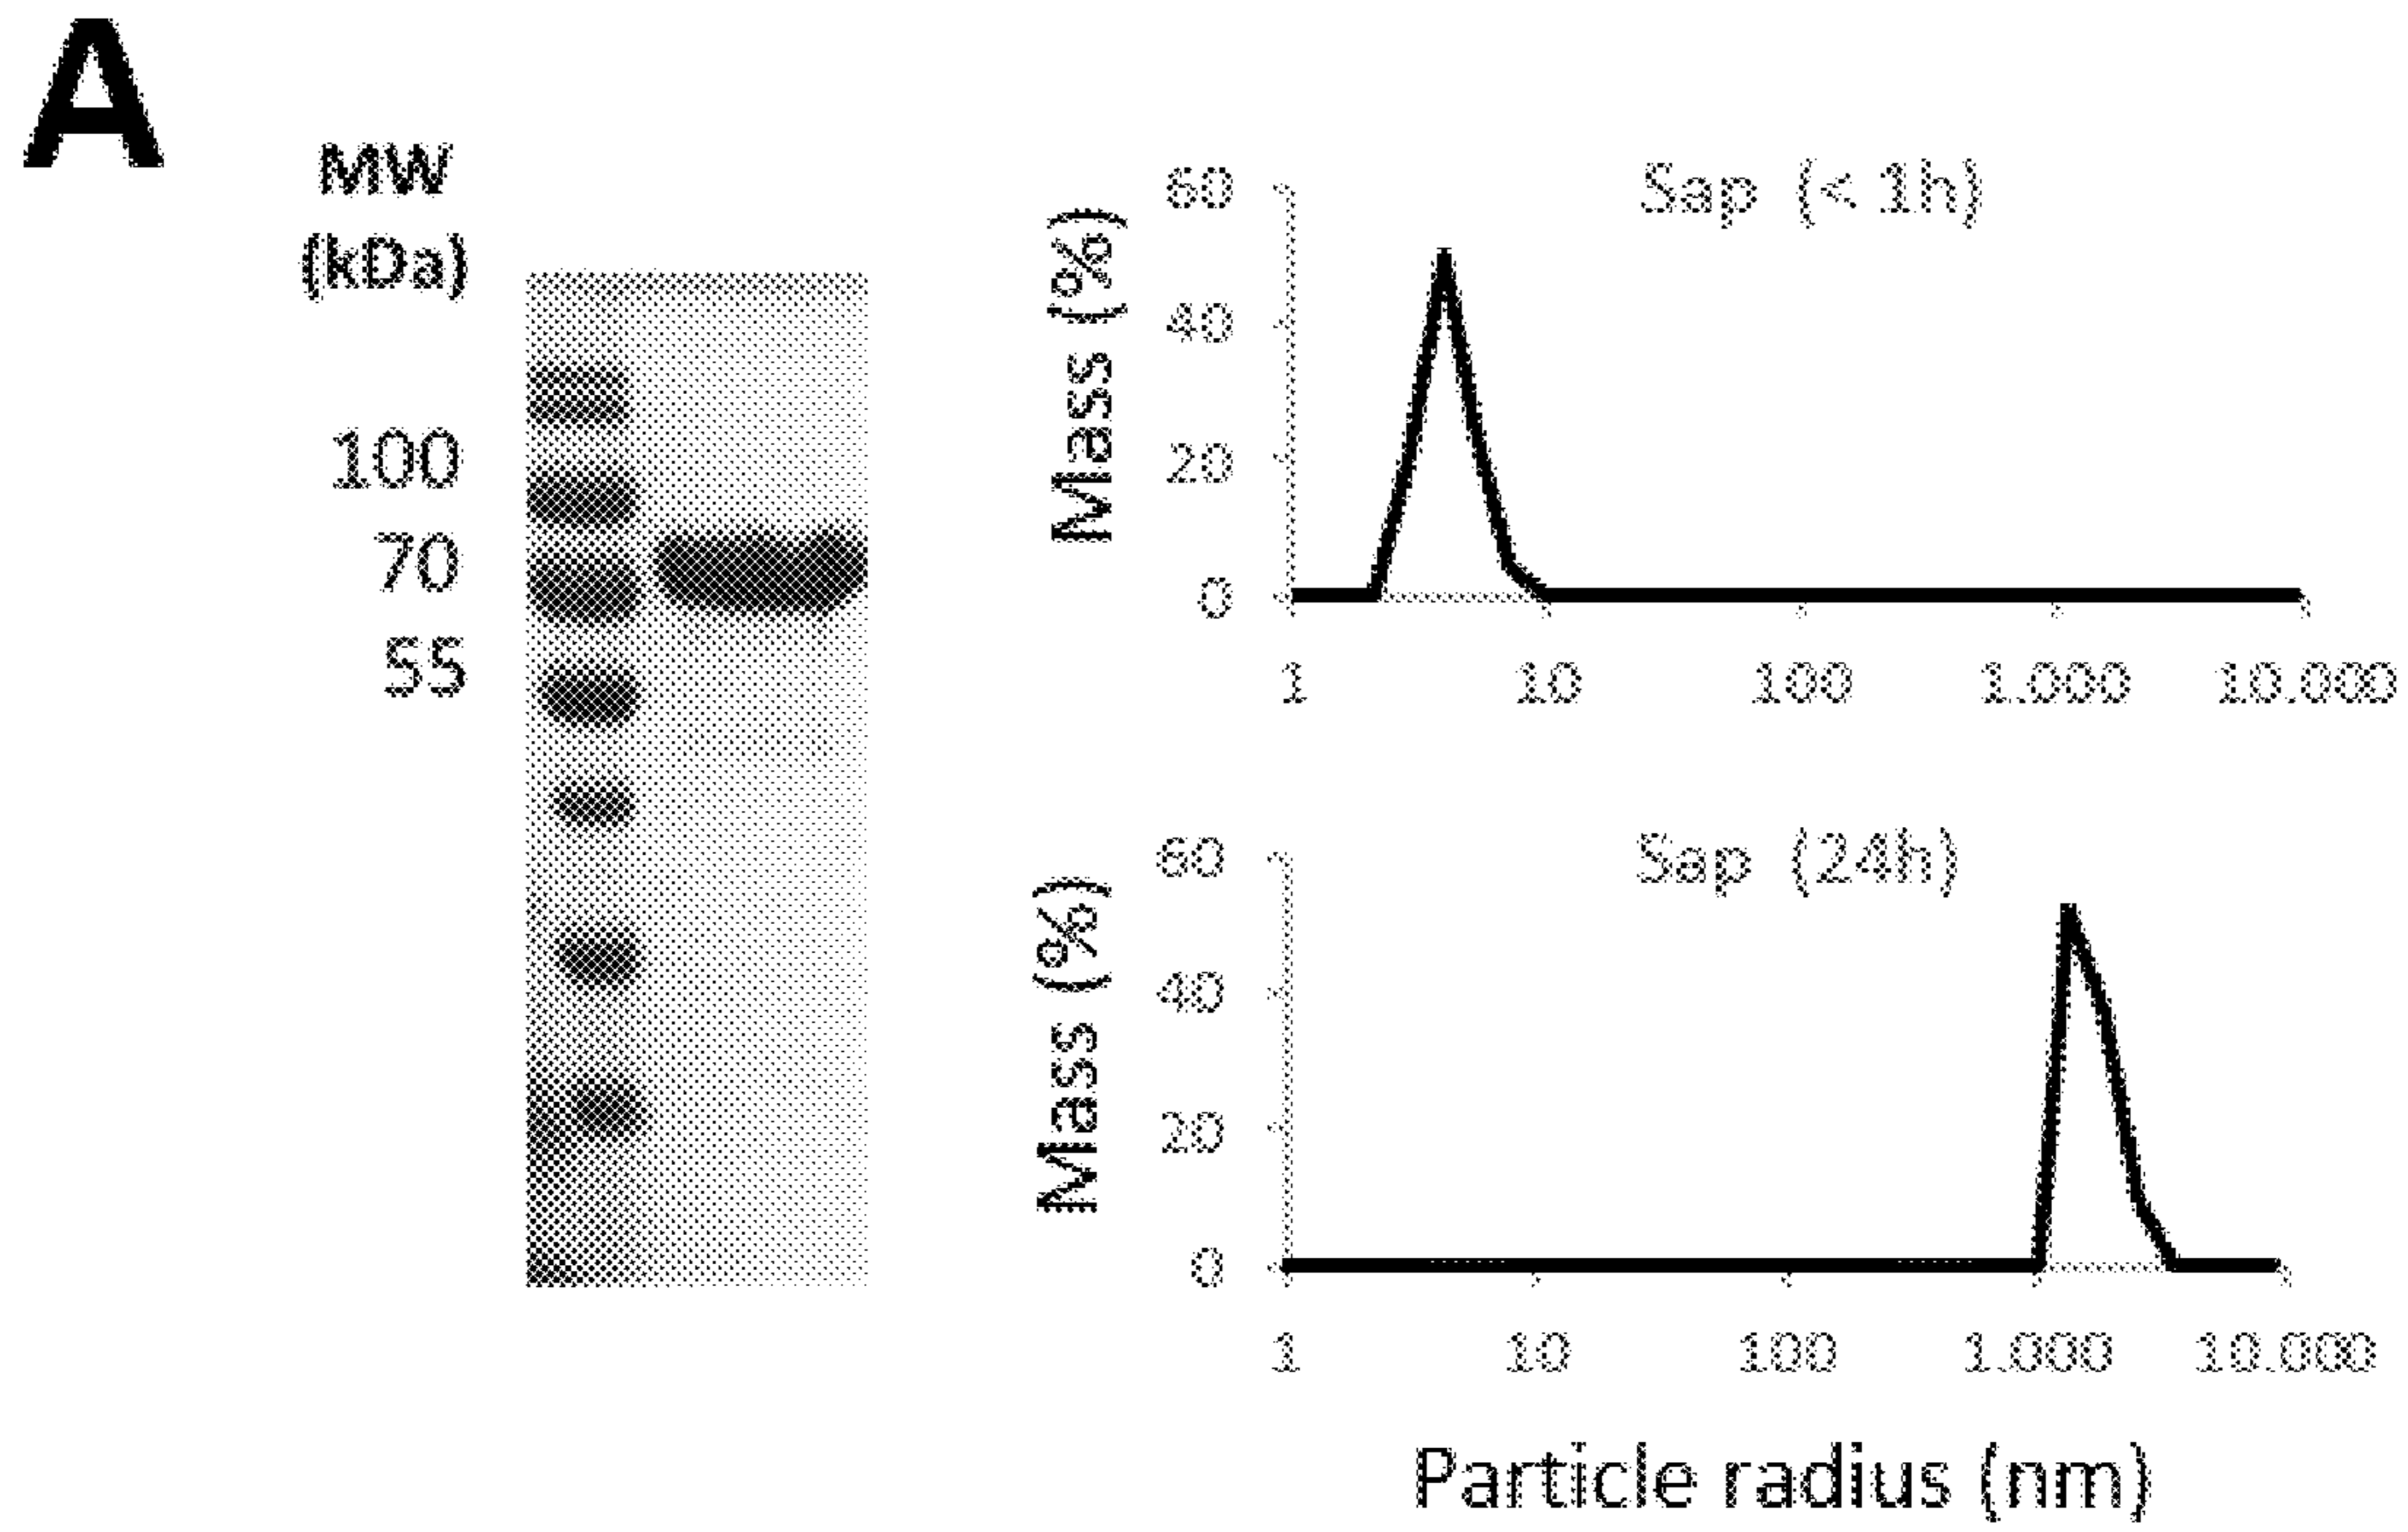 A
MW
(kDa)
100
70
55
Sap (< 1h)
Mass (%)
60
40
20
0
1 10 100 1.000 10.000
Sap (24h)
Mass (%)
60
40
20
0
1 10 100 1.000 10.000
Particle radius (nm)